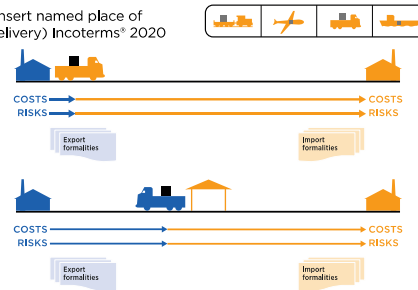 nsert named place of
elivery) Incoterms® 2020
COSTS COSTS
RISKS RISKS
Export
formalities
Import
formalities
COSTS COSTS
RISKS RISKS
Export
formalities
Import
formalities